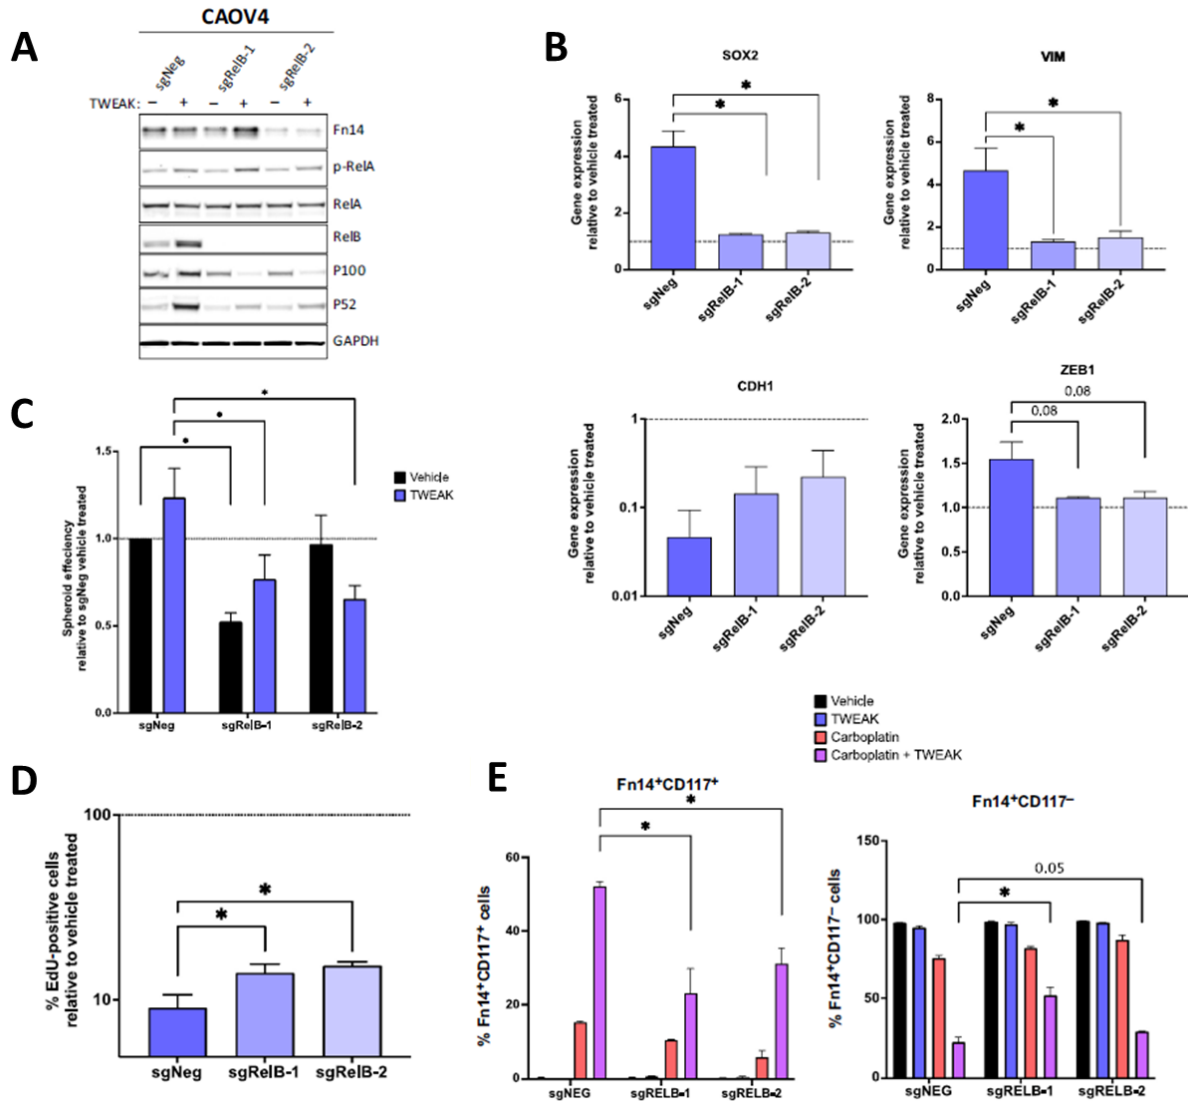 A
CAOV4
sgNeg
sgRelB-1
sgRelB-2
TWEAK: − + − + − +
Fn14
p-RelA
RelA
RelB
P100
P52
GAPDH
B
SOX2
*
*
Gene expression
relative to vehicle treated
6
4
2
0
sgNeg
sgRelB-1
sgRelB-2
VIM
*
*
Gene expression
relative to vehicle treated
8
6
4
2
0
sgNeg
sgRelB-1
sgRelB-2
CDH1
Gene expression
relative to vehicle treated
1
0.1
0.01
sgNeg
sgRelB-1
sgRelB-2
ZEB1
0.08
0.08
Gene expression
relative to vehicle treated
2.0
1.5
1.0
0.5
0.0
sgNeg
sgRelB-1
sgRelB-2
C
*
*
*
Spheroid effeciency
relative to sgNeg vehicle treated
1.5
1.0
0.5
0.0
sgNeg sgRelB-1 sgRelB-2
Vehicle
TWEAK
D
% EdU-positive cells
relative to vehicle treated
100
10
*
*
sgNeg sgRelB-1 sgRelB-2
Vehicle
TWEAK
Carboplatin
Carboplatin + TWEAK
E
Fn14+CD117+
*
*
% Fn14+CD117+ cells
60
40
20
0
sgNEG sgRELB-1 sgRELB-2
Fn14+CD117−
0.05
*
% Fn14+CD117− cells
150
100
50
0
sgNEG sgRELB-1 sgRELB-2